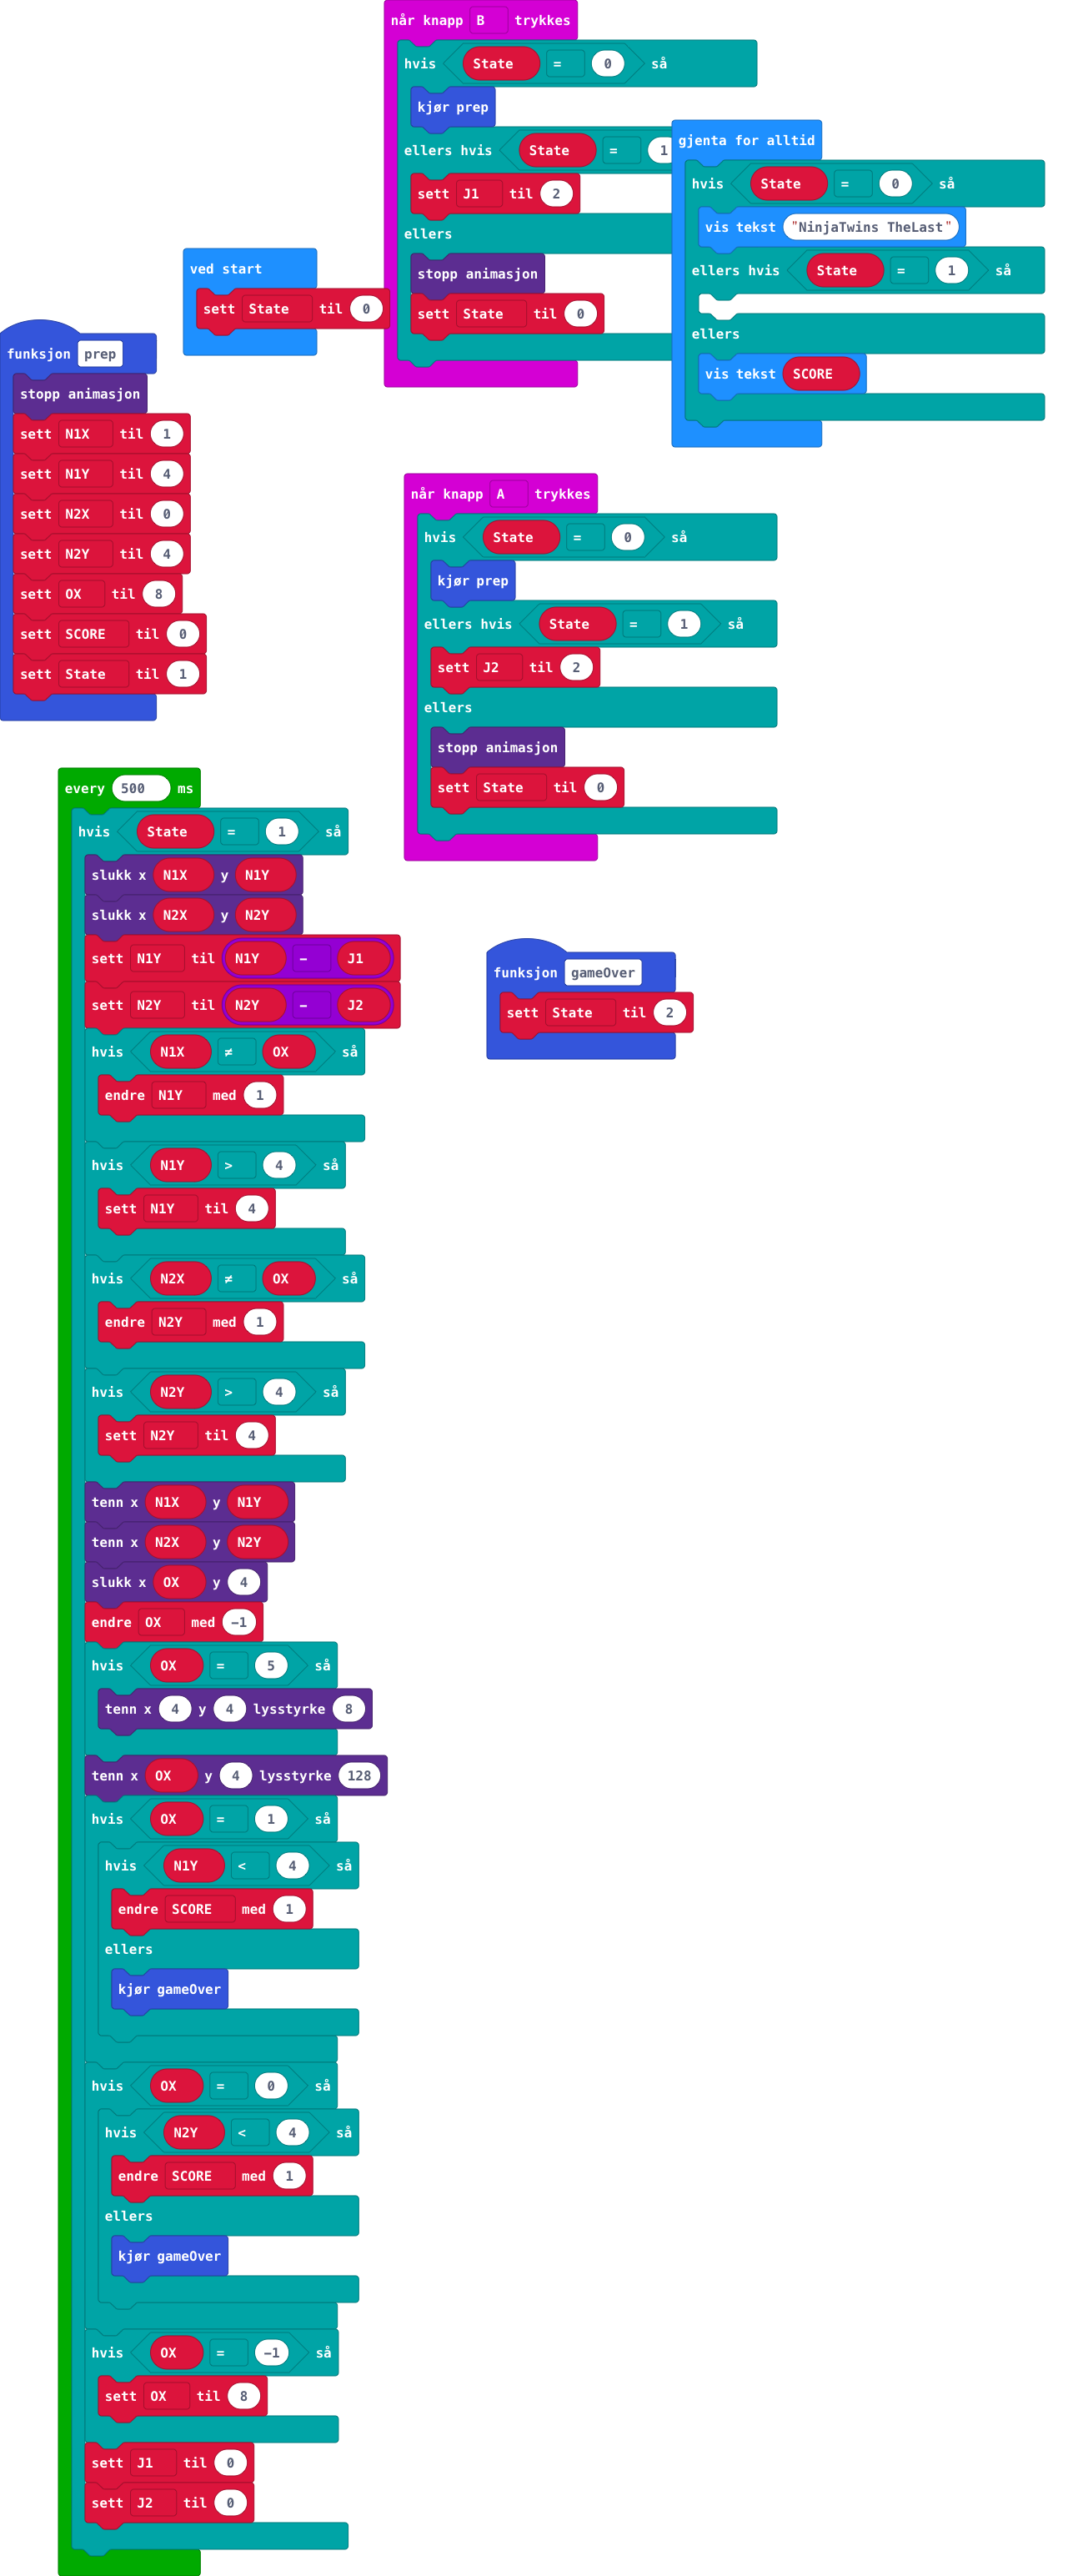 når knapp B trykkes
hvis State = 0 så
kjør prep
ellers hvis State = 1
sett J1 til 2
ellers
stopp animasjon
sett State til 0
gjenta for alltid
hvis State = 0 så
vis tekst "NinjaTwins TheLast"
ellers hvis State = 1 så
ellers
vis tekst SCORE
ved start
sett State til 0
funksjon prep
stopp animasjon
sett N1X til 1
sett N1Y til 4
sett N2X til 0
sett N2Y til 4
sett OX til 8
sett SCORE til 0
sett State til 1
når knapp A trykkes
hvis State = 0 så
kjør prep
ellers hvis State = 1 så
sett J2 til 2
ellers
stopp animasjon
sett State til 0
every 500 ms
hvis State = 1 så
slukk x N1X y N1Y
slukk x N2X y N2Y
sett N1Y til N1Y - J1
sett N2Y til N2Y - J2
hvis N1X ≠ OX så
endre N1Y med 1
hvis N1Y > 4 så
sett N1Y til 4
hvis N2X ≠ OX så
endre N2Y med 1
hvis N2Y > 4 så
sett N2Y til 4
tenn x N1X y N1Y
tenn x N2X y N2Y
slukk x OX y 4
endre OX med -1
hvis OX = 5 så
tenn x 4 y 4 lysstyrke 8
tenn x OX y 4 lysstyrke 128
hvis OX = 1 så
hvis N1Y < 4 så
endre SCORE med 1
ellers
kjør gameOver
hvis OX = 0 så
hvis N2Y < 4 så
endre SCORE med 1
ellers
kjør gameOver
hvis OX = -1 så
sett OX til 8
sett J1 til 0
sett J2 til 0
funksjon gameOver
sett State til 2